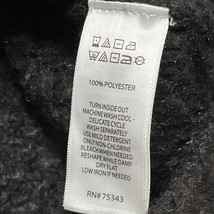 100% POLYESTER
TURN INSIDE OUT
MACHINE WASH COOL -
DELICATE CYCLE
WASH SEPARATELY
USE MILD DETERGENT
ONLY NON-CHLORINE
BLEACH WHEN NEEDED
RESHAPE WHILE DAMP
DRY FLAT
LOW IRON IF NEEDED
RN# 75343